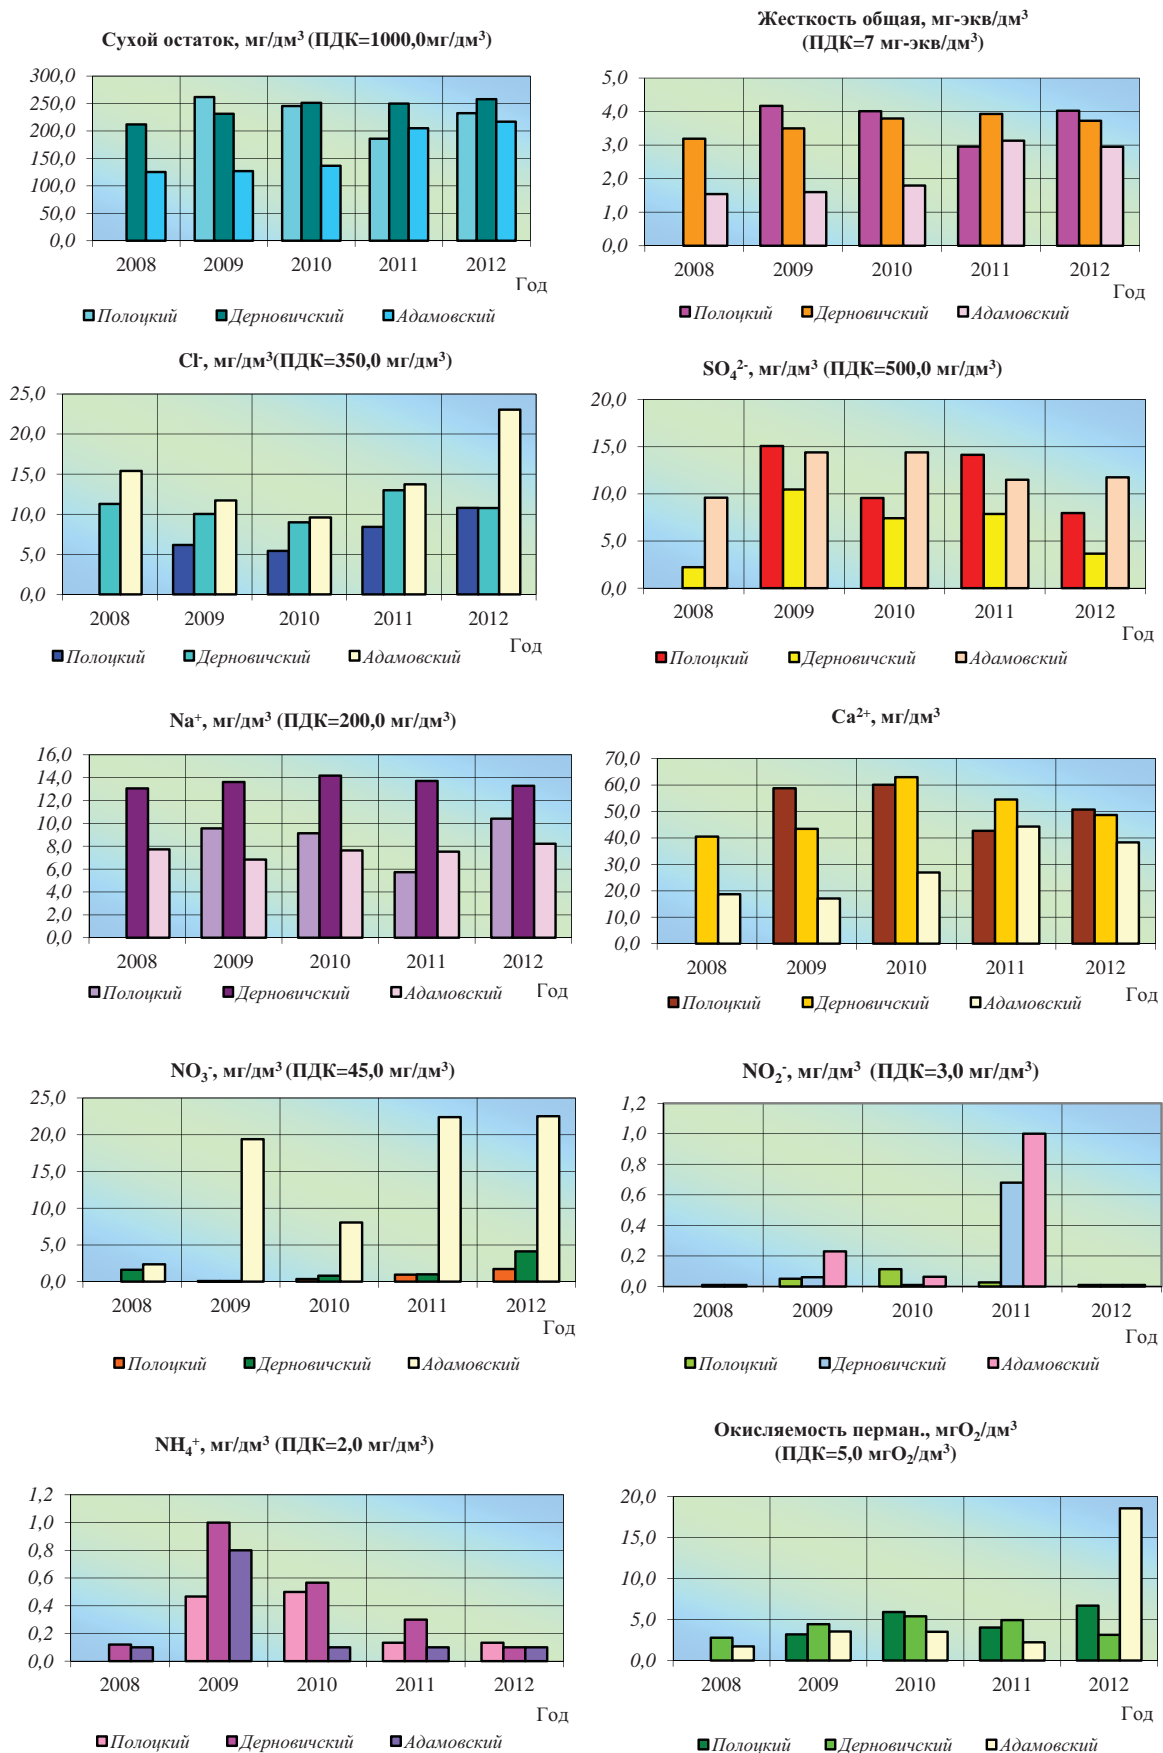 Сухой остаток, мг/дм³ (ПДК=1000,0мг/дм³)
300,0
250,0
200,0
150,0
100,0
50,0
0,0
2008 2009 2010 2011 2012
Год
Полоцкий Дерновичский Адамовский
Жесткость общая, мг-экв/дм³
(ПДК=7 мг-экв/дм³)
5,0
4,0
3,0
2,0
1,0
0,0
2008 2009 2010 2011 2012
Год
Полоцкий Дерновичский Адамовский
Cl⁻, мг/дм³(ПДК=350,0 мг/дм³)
25,0
20,0
15,0
10,0
5,0
0,0
2008 2009 2010 2011 2012
Год
Полоцкий Дерновичский Адамовский
SO₄²⁻, мг/дм³ (ПДК=500,0 мг/дм³)
20,0
15,0
10,0
5,0
0,0
2008 2009 2010 2011 2012
Год
Полоцкий Дерновичский Адамовский
Na⁺, мг/дм³ (ПДК=200,0 мг/дм³)
16,0
14,0
12,0
10,0
8,0
6,0
4,0
2,0
0,0
2008 2009 2010 2011 2012
Полоцкий Дерновичский Адамовский Год
Ca²⁺, мг/дм³
70,0
60,0
50,0
40,0
30,0
20,0
10,0
0,0
2008 2009 2010 2011 2012
Полоцкий Дерновичский Адамовский Год
NO₃⁻, мг/дм³ (ПДК=45,0 мг/дм³)
25,0
20,0
15,0
10,0
5,0
0,0
2008 2009 2010 2011 2012
Год
Полоцкий Дерновичский Адамовский
NO₂⁻, мг/дм³ (ПДК=3,0 мг/дм³)
1,2
1,0
0,8
0,6
0,4
0,2
0,0
2008 2009 2010 2011 2012
Год
Полоцкий Дерновичский Адамовский
NH₄⁺, мг/дм³ (ПДК=2,0 мг/дм³)
1,2
1,0
0,8
0,6
0,4
0,2
0,0
2008 2009 2010 2011 2012
Год
Полоцкий Дерновичский Адамовский
Окисляемость перман., мгО₂/дм³
(ПДК=5,0 мгО₂/дм³)
20,0
15,0
10,0
5,0
0,0
2008 2009 2010 2011 2012
Год
Полоцкий Дерновичский Адамовский